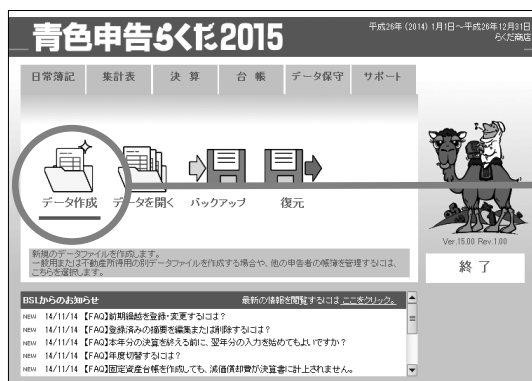 青色申告らくだ2015
平成26年(2014)1月1日～平成26年12月31日
らくだ商店
日常簿記 集計表 決 算 台 帳 データ保守 サポート
データ作成 データを開く バックアップ 復元
Ver.15.00 Rev.1.00
新規のデータファイルを作成します。
一般用または不動産所得用の別データファイルを作成する場合や、他の申告者の帳簿を管理するには、
こちらを選択します。
終 了
BSLからのお知らせ 最新の情報を閲覧するには ここをクリック。
NEW 14/11/14 【FAQ】前期繰越を登録・変更するには？
NEW 14/11/14 【FAQ】登録済みの摘要を編集または削除するには？
NEW 14/11/14 【FAQ】本年分の決算を終える前に、翌年分の入力を始めてもよいですか？
NEW 14/11/14 【FAQ】年度切替するには？
NEW 14/11/14 【FAQ】固定資産台帳を作成しても、減価償却費が決算書に計上されません。